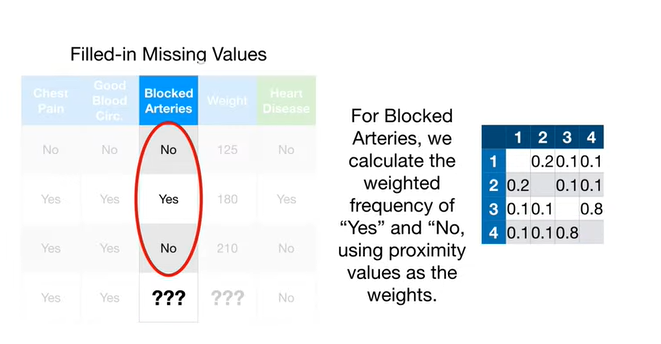 Filled-in Missing Values
Chest Pain Good Blood Circ. Blocked Arteries Weight Heart Disease
No No No 125 No
Yes Yes Yes 180 Yes
Yes Yes No 210 No
Yes Yes ??? ??? No
For Blocked
Arteries, we
calculate the
weighted
frequency of
“Yes” and “No,
using proximity
values as the
weights.
1 2 3 4
1 0.2 0.1 0.1
2 0.2 0.1 0.1
3 0.1 0.1 0.8
4 0.1 0.1 0.8